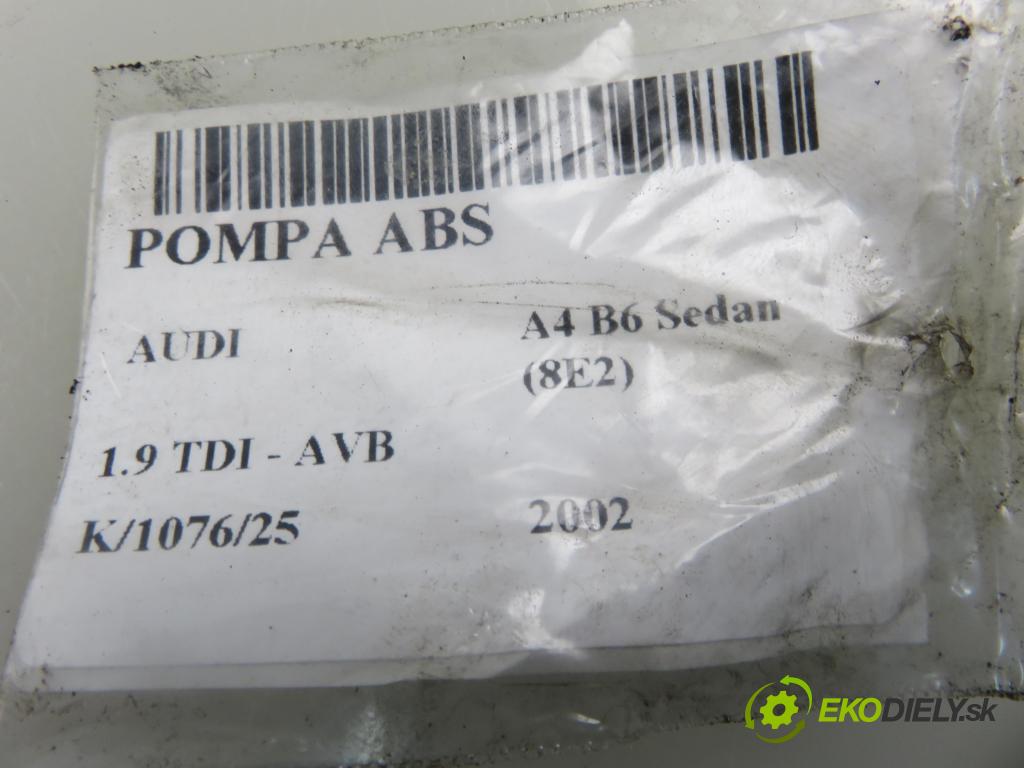 POMPA ABS
AUDI
A4 B6 Sedan
(8E2)
1.9 TDI - AVB
K/1076/25
2002
EKODIELY.sk